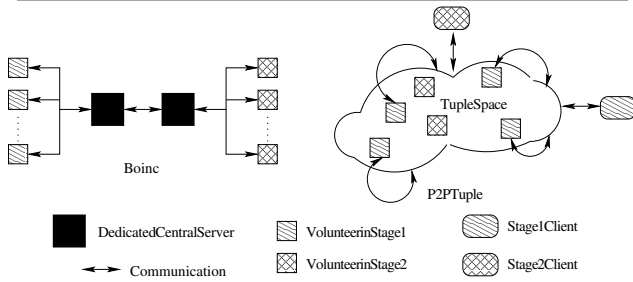 TupleSpace
Boinc
P2PTuple
DedicatedCentralServer
VolunteerinStage1
Stage1Client
Communication
VolunteerinStage2
Stage2Client